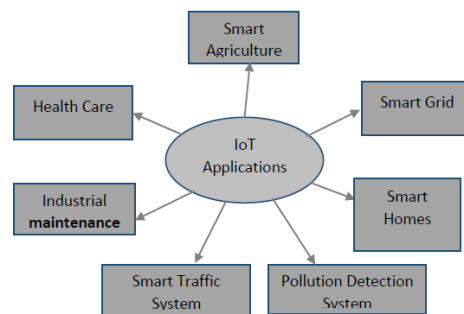 Smart
Agriculture
Health Care
Smart Grid
IoT
Applications
Industrial
maintenance
Smart
Homes
Smart Traffic
System
Pollution Detection
System